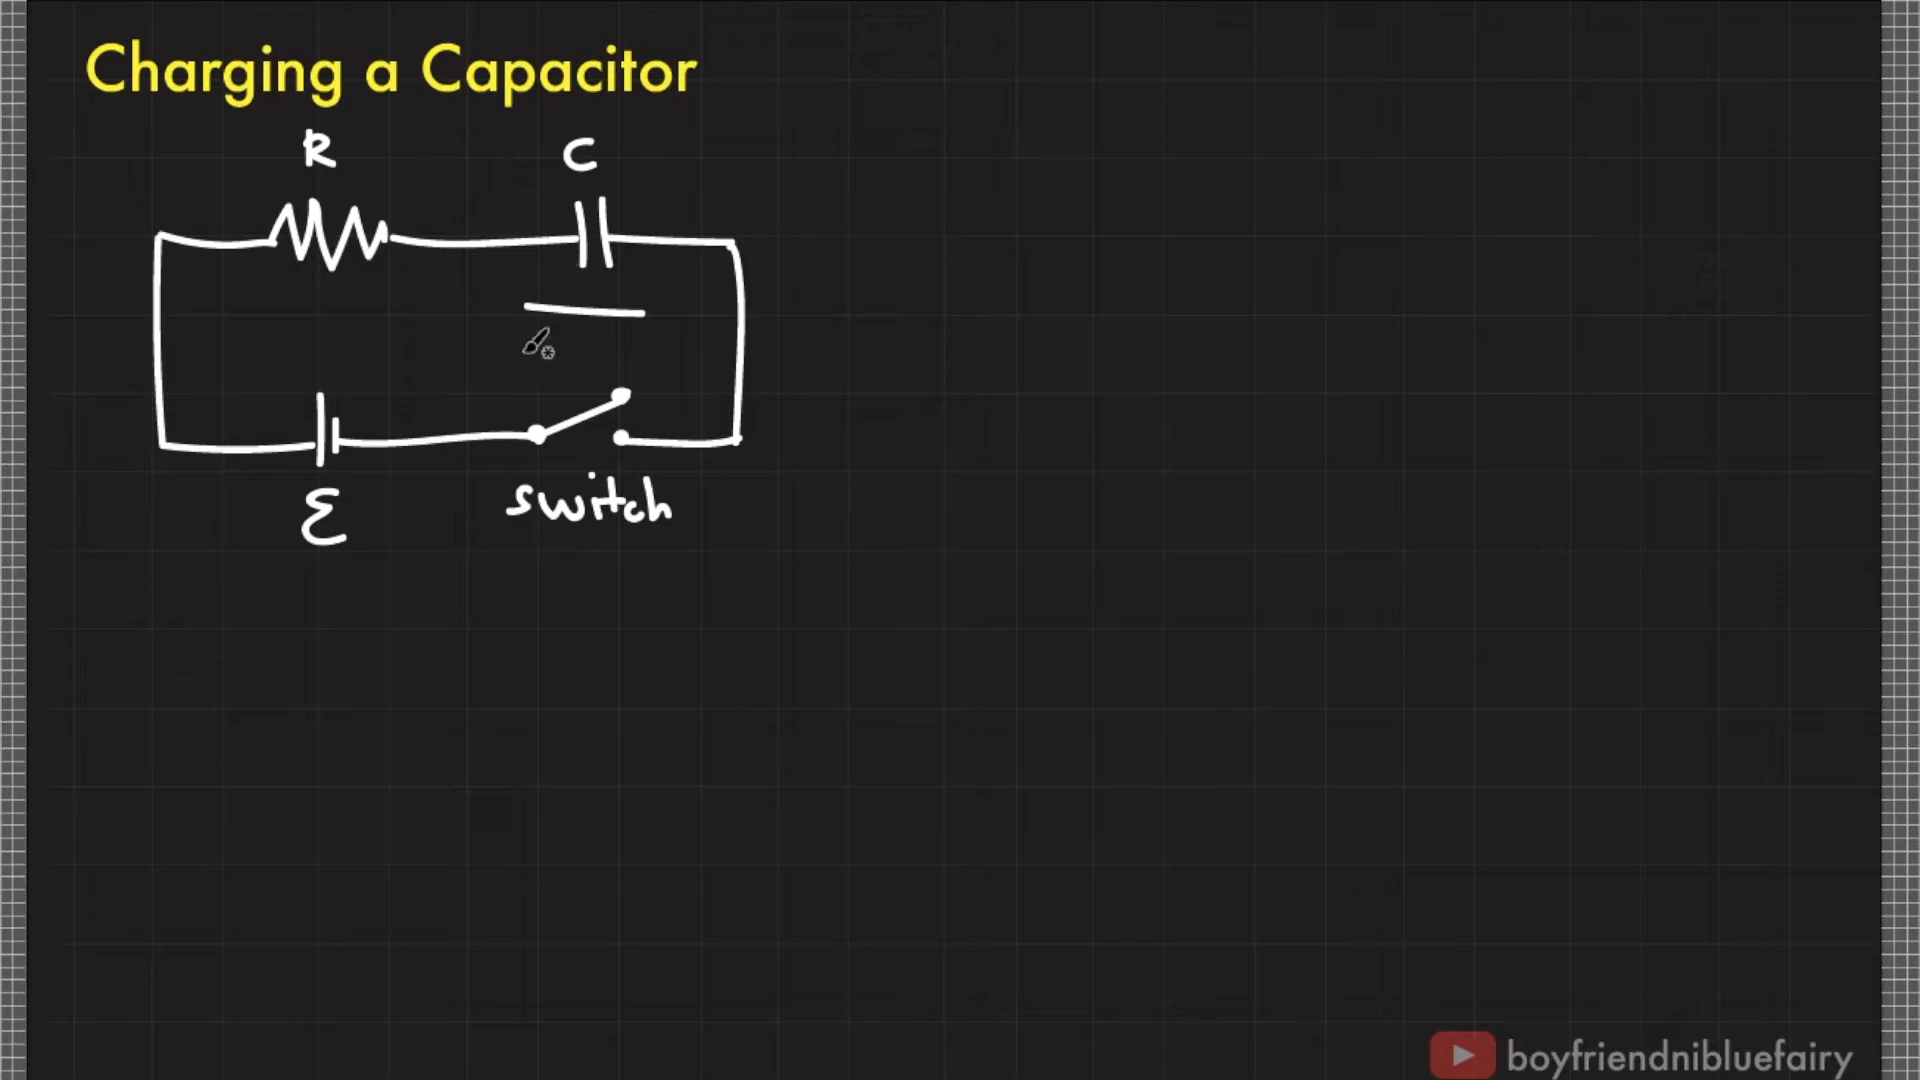 Charging a Capacitor
R
C
ε
switch
boyfriendnibluefairy